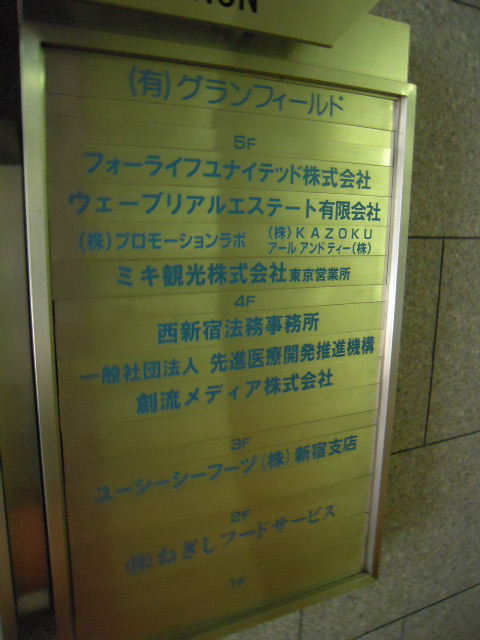 (有)グランフィールド
5F
フォーライフユナイテッド株式会社
ウェーブリアルエステート有限会社
(株)プロモーションラボ (株)KAZOKU
アールアンドティー(株)
ミキ観光株式会社東京営業所
4F
西新宿法務事務所
一般社団法人 先進医療開発推進機構
創流メディア株式会社
3F
ユーシーシーフーヅ(株)新宿支店
2F
(株)ねぎしフードサービス
1F